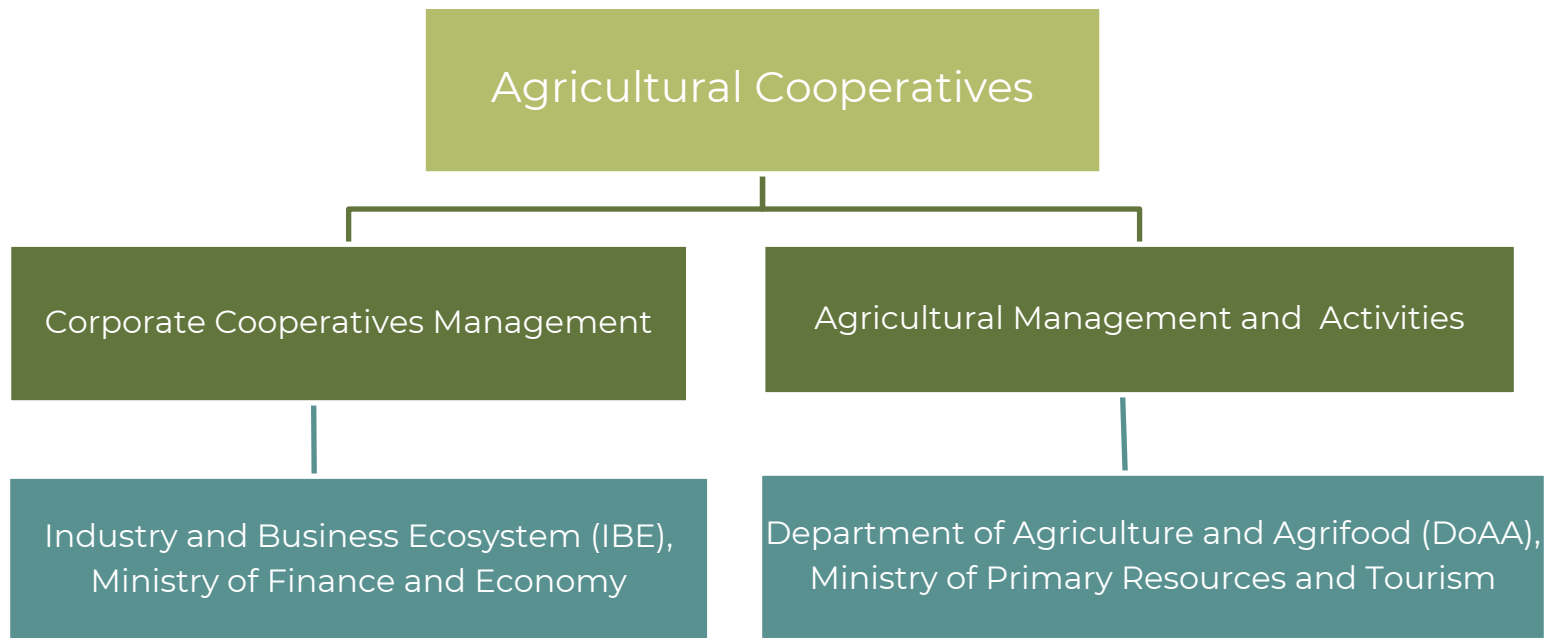 Agricultural Cooperatives
Corporate Cooperatives Management
Agricultural Management and  Activities
Industry and Business Ecosystem (IBE),
Ministry of Finance and Economy
Department of Agriculture and Agrifood (DoAA),
Ministry of Primary Resources and Tourism